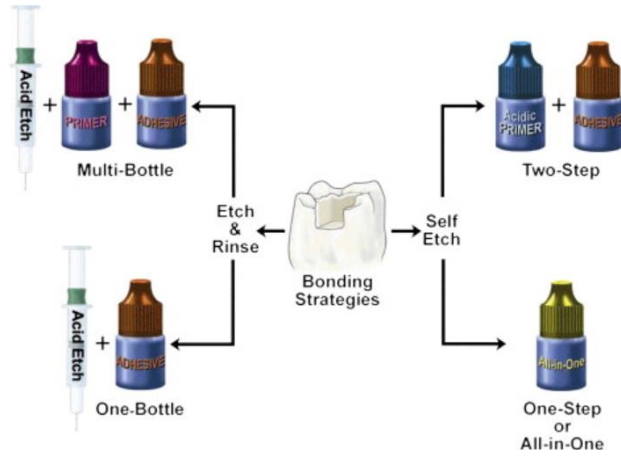 Acid Etch
+
PRIMER
+
ADHESIVE
Multi-Bottle
Acidic
PRIMER
+
ADHESIVE
Two-Step
Etch
&
Rinse
Bonding
Strategies
Self
Etch
Acid Etch
+
ADHESIVE
One-Bottle
All-in-One
One-Step
or
All-in-One